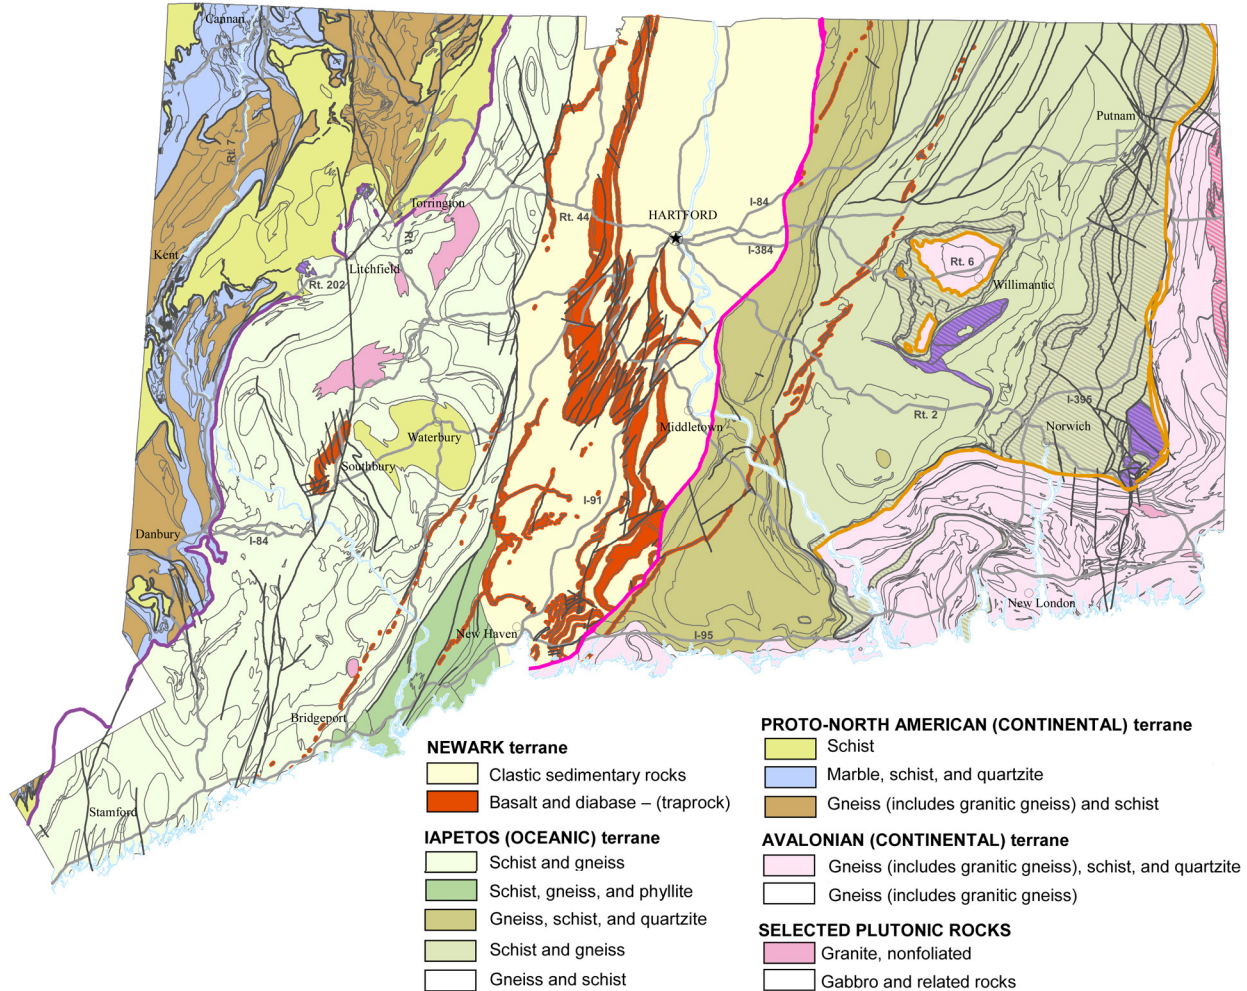 Cannan
Putnam
Rt. 7
Torrington
Rt. 44
HARTFORD
I-84
I-384
Rt. 8
Kent
Litchfield
Rt. 202
Rt. 6
Willimantic
I-395
Rt. 2
Norwich
Waterbury
Middletown
Southbury
I-91
Danbury
I-84
New Haven
I-95
New London
Bridgeport
Stamford
NEWARK terrane
Clastic sedimentary rocks
Basalt and diabase – (traprock)
IAPETOS (OCEANIC) terrane
Schist and gneiss
Schist, gneiss, and phyllite
Gneiss, schist, and quartzite
Schist and gneiss
Gneiss and schist
PROTO-NORTH AMERICAN (CONTINENTAL) terrane
Schist
Marble, schist, and quartzite
Gneiss (includes granitic gneiss) and schist
AVALONIAN (CONTINENTAL) terrane
Gneiss (includes granitic gneiss), schist, and quartzite
Gneiss (includes granitic gneiss)
SELECTED PLUTONIC ROCKS
Granite, nonfoliated
Gabbro and related rocks